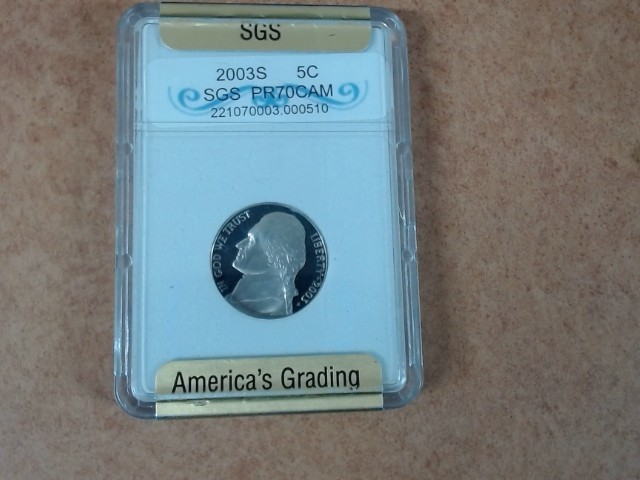 SGS
2003S 5C
SGS PR70CAM
221070003.000510
IN GOD WE TRUST
LIBERTY 2003
America's Grading